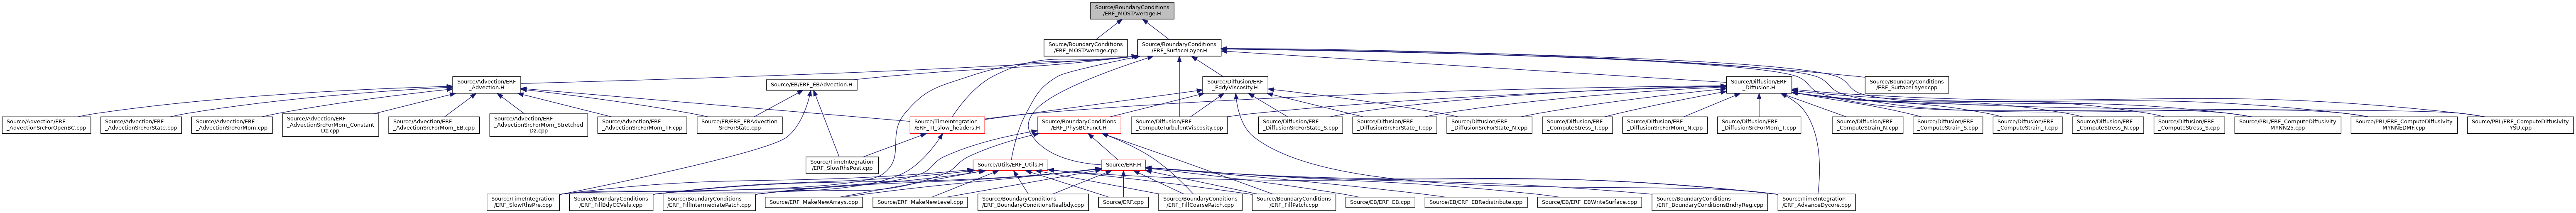 Source/BoundaryConditions
/ERF_MOSTAverage.H
Source/BoundaryConditions
/ERF_MOSTAverage.cpp
Source/BoundaryConditions
/ERF_SurfaceLayer.H
Source/Advection/ERF
_Advection.H
Source/EB/ERF_EBAdvection.H
Source/Diffusion/ERF
_EddyViscosity.H
Source/Diffusion/ERF
_Diffusion.H
Source/BoundaryConditions
/ERF_SurfaceLayer.cpp
Source/Advection/ERF
_AdvectionSrcForOpenBC.cpp
Source/Advection/ERF
_AdvectionSrcForState.cpp
Source/Advection/ERF
_AdvectionSrcForMom.cpp
Source/Advection/ERF
_AdvectionSrcForMom_Constant
Dz.cpp
Source/Advection/ERF
_AdvectionSrcForMom_EB.cpp
Source/Advection/ERF
_AdvectionSrcForMom_Stretched
Dz.cpp
Source/Advection/ERF
_AdvectionSrcForMom_TF.cpp
Source/EB/ERF_EBAdvection
SrcForState.cpp
Source/TimeIntegration
/ERF_TI_slow_headers.H
Source/BoundaryConditions
/ERF_PhysBCFunct.H
Source/Diffusion/ERF
_ComputeTurbulentViscosity.cpp
Source/Diffusion/ERF
_DiffusionSrcForState_S.cpp
Source/Diffusion/ERF
_DiffusionSrcForState_T.cpp
Source/Diffusion/ERF
_DiffusionSrcForState_N.cpp
Source/Diffusion/ERF
_ComputeStress_T.cpp
Source/Diffusion/ERF
_DiffusionSrcForMom_N.cpp
Source/Diffusion/ERF
_DiffusionSrcForMom_T.cpp
Source/Diffusion/ERF
_ComputeStrain_N.cpp
Source/Diffusion/ERF
_ComputeStrain_S.cpp
Source/Diffusion/ERF
_ComputeStrain_T.cpp
Source/Diffusion/ERF
_ComputeStress_N.cpp
Source/Diffusion/ERF
_ComputeStress_S.cpp
Source/PBL/ERF_ComputeDiffusivity
MYNN25.cpp
Source/PBL/ERF_ComputeDiffusivity
MYNNEDMF.cpp
Source/PBL/ERF_ComputeDiffusivity
YSU.cpp
Source/TimeIntegration
/ERF_SlowRhsPost.cpp
Source/Utils/ERF_Utils.H
Source/ERF.H
Source/TimeIntegration
/ERF_SlowRhsPre.cpp
Source/BoundaryConditions
/ERF_FillBdyCCVels.cpp
Source/BoundaryConditions
/ERF_FillIntermediatePatch.cpp
Source/ERF_MakeNewArrays.cpp
Source/ERF_MakeNewLevel.cpp
Source/BoundaryConditions
/ERF_BoundaryConditionsRealbdy.cpp
Source/ERF.cpp
Source/BoundaryConditions
/ERF_FillCoarsePatch.cpp
Source/BoundaryConditions
/ERF_FillPatch.cpp
Source/EB/ERF_EB.cpp
Source/EB/ERF_EBRedistribute.cpp
Source/EB/ERF_EBWriteSurface.cpp
Source/BoundaryConditions
/ERF_BoundaryConditionsBndryReg.cpp
Source/TimeIntegration
/ERF_AdvanceDycore.cpp